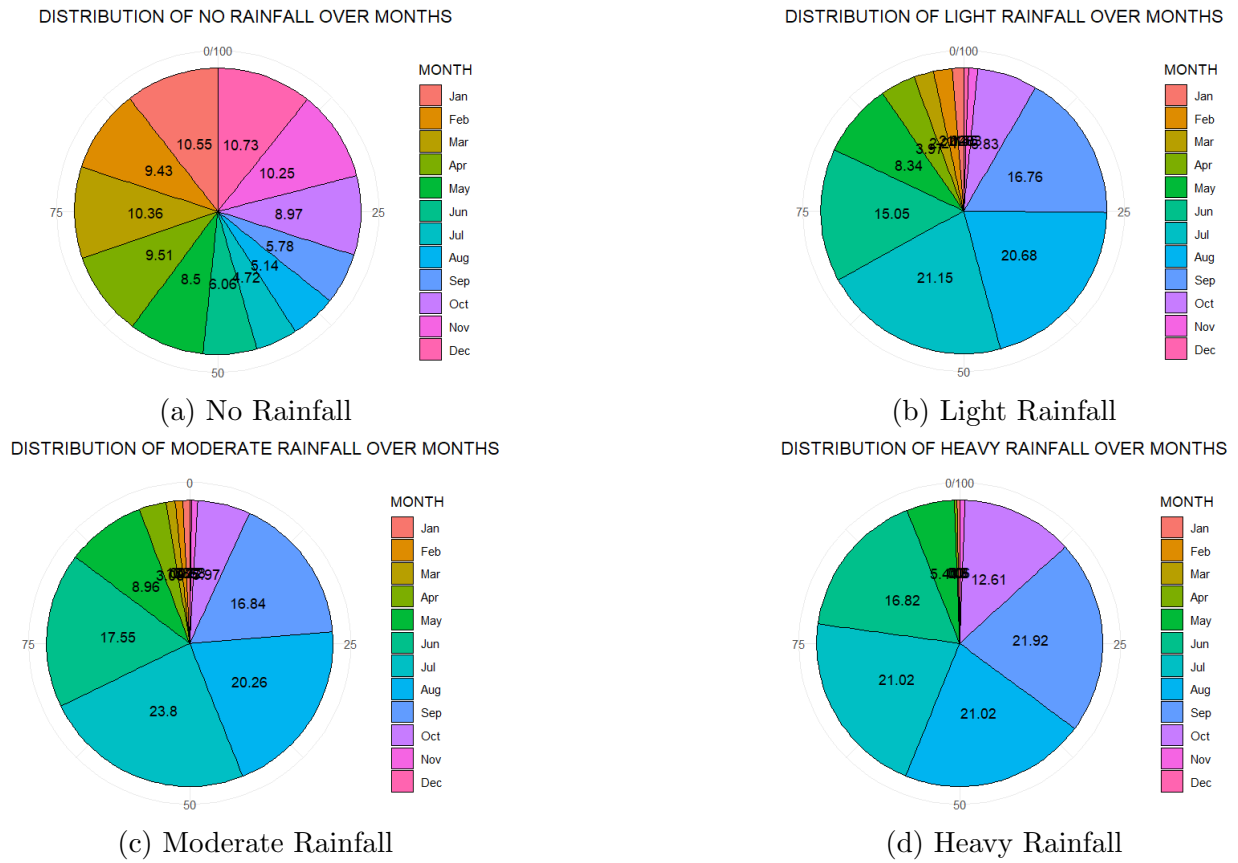 DISTRIBUTION OF NO RAINFALL OVER MONTHS
0/100
25
50
75
10.55
10.73
9.43
10.25
10.36
8.97
9.51
5.78
8.5
6.06
4.72
5.14
MONTH
Jan
Feb
Mar
Apr
May
Jun
Jul
Aug
Sep
Oct
Nov
Dec
(a) No Rainfall
DISTRIBUTION OF LIGHT RAINFALL OVER MONTHS
0/100
25
50
75
3.97
8.34
16.76
15.05
20.68
21.15
MONTH
Jan
Feb
Mar
Apr
May
Jun
Jul
Aug
Sep
Oct
Nov
Dec
(b) Light Rainfall
DISTRIBUTION OF MODERATE RAINFALL OVER MONTHS
0
25
50
75
8.96
16.84
17.55
20.26
23.8
MONTH
Jan
Feb
Mar
Apr
May
Jun
Jul
Aug
Sep
Oct
Nov
Dec
(c) Moderate Rainfall
DISTRIBUTION OF HEAVY RAINFALL OVER MONTHS
0/100
25
50
75
12.61
16.82
21.92
21.02
21.02
MONTH
Jan
Feb
Mar
Apr
May
Jun
Jul
Aug
Sep
Oct
Nov
Dec
(d) Heavy Rainfall